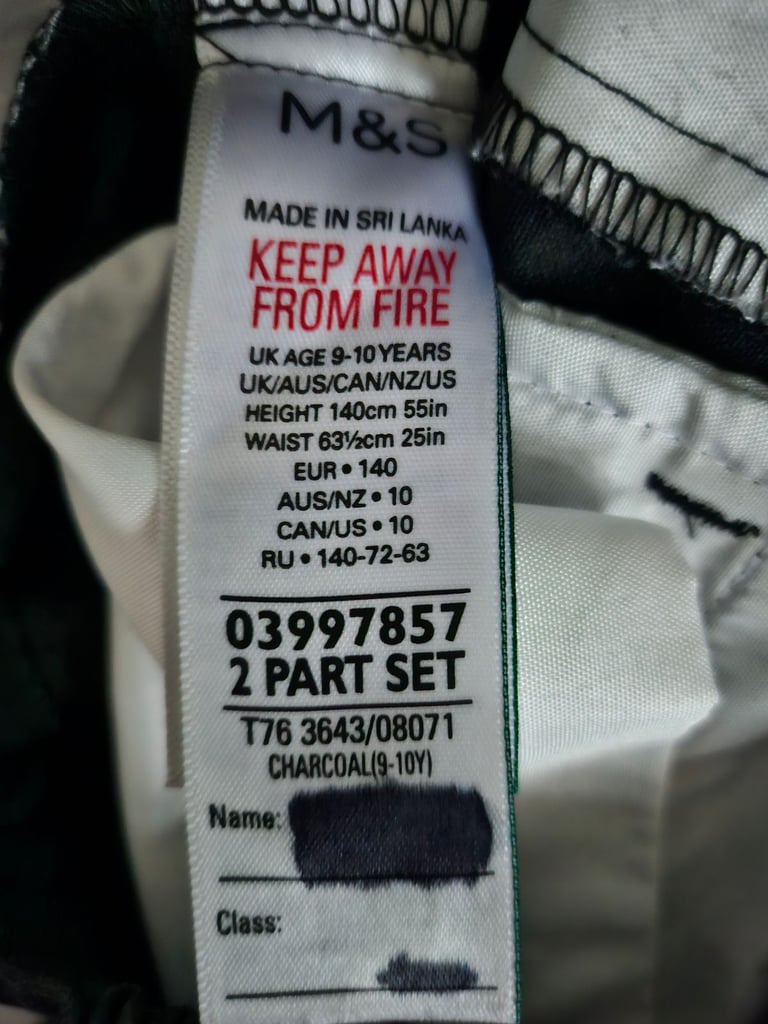 M&S
MADE IN SRI LANKA
KEEP AWAY
FROM FIRE
UK AGE 9-10 YEARS
UK/AUS/CAN/NZ/US
HEIGHT 140cm 55in
WAIST 63½cm 25in
EUR • 140
AUS/NZ • 10
CAN/US • 10
RU • 140-72-63
03997857
2 PART SET
T76 3643/08071
CHARCOAL(9-10Y)
Name:
Class: